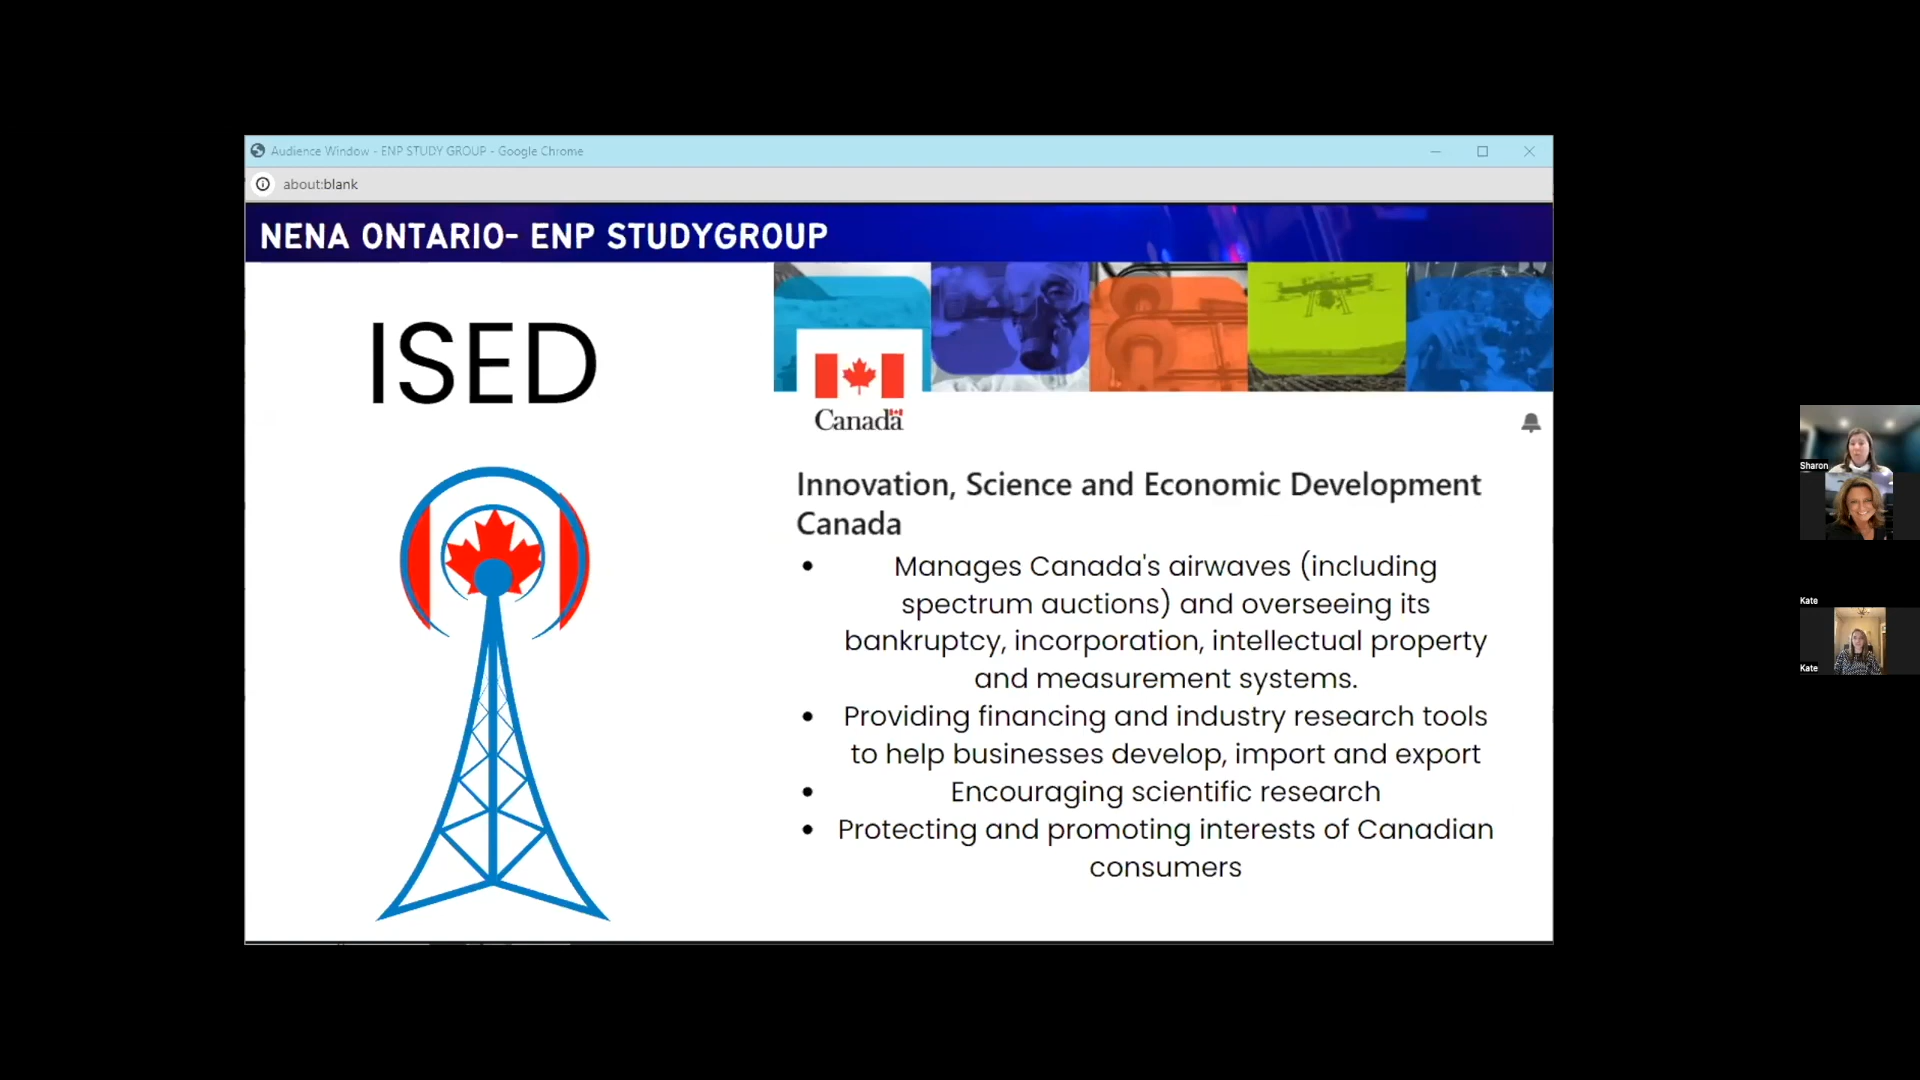 Audience Window - ENP STUDY GROUP - Google Chrome
about:blank
NENA ONTARIO- ENP STUDYGROUP
ISED
Canada
Innovation, Science and Economic Development
Canada
• Manages Canada's airwaves (including
spectrum auctions) and overseeing its
bankruptcy, incorporation, intellectual property
and measurement systems.
• Providing financing and industry research tools
to help businesses develop, import and export
• Encouraging scientific research
• Protecting and promoting interests of Canadian
consumers
Sharon
Kate
Kate